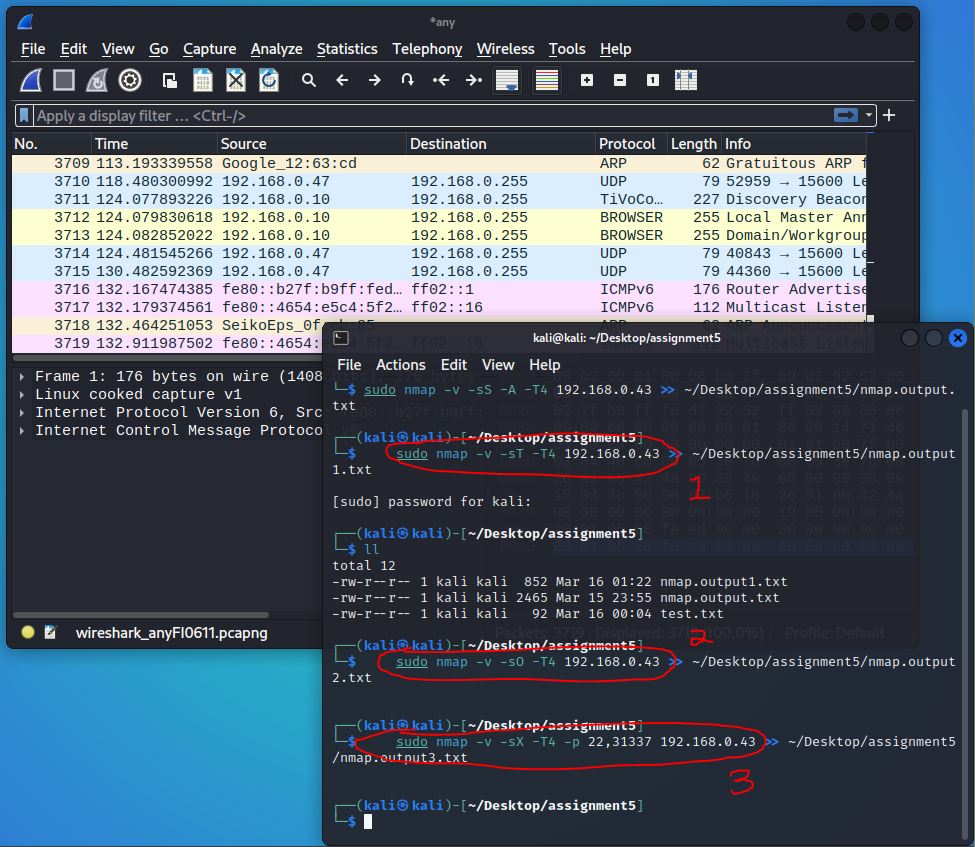 *any
File Edit View Go Capture Analyze Statistics Telephony Wireless Tools Help
Apply a display filter ... <Ctrl-/>
No. Time Source Destination Protocol Length Info
3709 113.193339558 Google_12:63:cd ARP 62 Gratuitous ARP f
3710 118.480300992 192.168.0.47 192.168.0.255 UDP 79 52959 → 15600 Le
3711 124.077893226 192.168.0.10 192.168.0.255 TiVoCo… 227 Discovery Beacon
3712 124.079830618 192.168.0.10 192.168.0.255 BROWSER 255 Local Master Ann
3713 124.082852022 192.168.0.10 192.168.0.255 BROWSER 255 Domain/Workgroup
3714 124.481545266 192.168.0.47 192.168.0.255 UDP 79 40843 → 15600 Le
3715 130.482592369 192.168.0.47 192.168.0.255 UDP 79 44360 → 15600 Le
3716 132.167474385 fe80::b27f:b9ff:fed… ff02::1 ICMPv6 176 Router Advertise
3717 132.179374561 fe80::4654:e5c4:5f2… ff02::16 ICMPv6 112 Multicast Listen
3718 132.464251053 SeikoEps_0f ARP 62 ARP Announcement
3719 132.911987502 fe80::4654: ff02::16 ICMPv6 112 Multicast Listen
Frame 1: 176 bytes on wire (1408
Linux cooked capture v1
Internet Protocol Version 6, Src
Internet Control Message Protoco
wireshark_anyFI0611.pcapng
Packets: 3719 · Displayed: 3719 (100.0%) Profile: Default
kali@kali: ~/Desktop/assignment5
File Actions Edit View Help
└─$ sudo nmap -v -sS -A -T4 192.168.0.43 >> ~/Desktop/assignment5/nmap.output.
txt
┌──(kali㉿kali)-[~/Desktop/assignment5]
└─$ sudo nmap -v -sT -T4 192.168.0.43 >> ~/Desktop/assignment5/nmap.output
1.txt
1
[sudo] password for kali:
┌──(kali㉿kali)-[~/Desktop/assignment5]
└─$ ll
total 12
-rw-r--r-- 1 kali kali 852 Mar 16 01:22 nmap.output1.txt
-rw-r--r-- 1 kali kali 2465 Mar 15 23:55 nmap.output.txt
-rw-r--r-- 1 kali kali 92 Mar 16 00:04 test.txt
2
┌──(kali㉿kali)-[~/Desktop/assignment5]
└─$ sudo nmap -v -sO -T4 192.168.0.43 >> ~/Desktop/assignment5/nmap.output
2.txt
┌──(kali㉿kali)-[~/Desktop/assignment5]
└─$ sudo nmap -v -sX -T4 -p 22,31337 192.168.0.43 >> ~/Desktop/assignment5
/nmap.output3.txt
3
┌──(kali㉿kali)-[~/Desktop/assignment5]
└─$